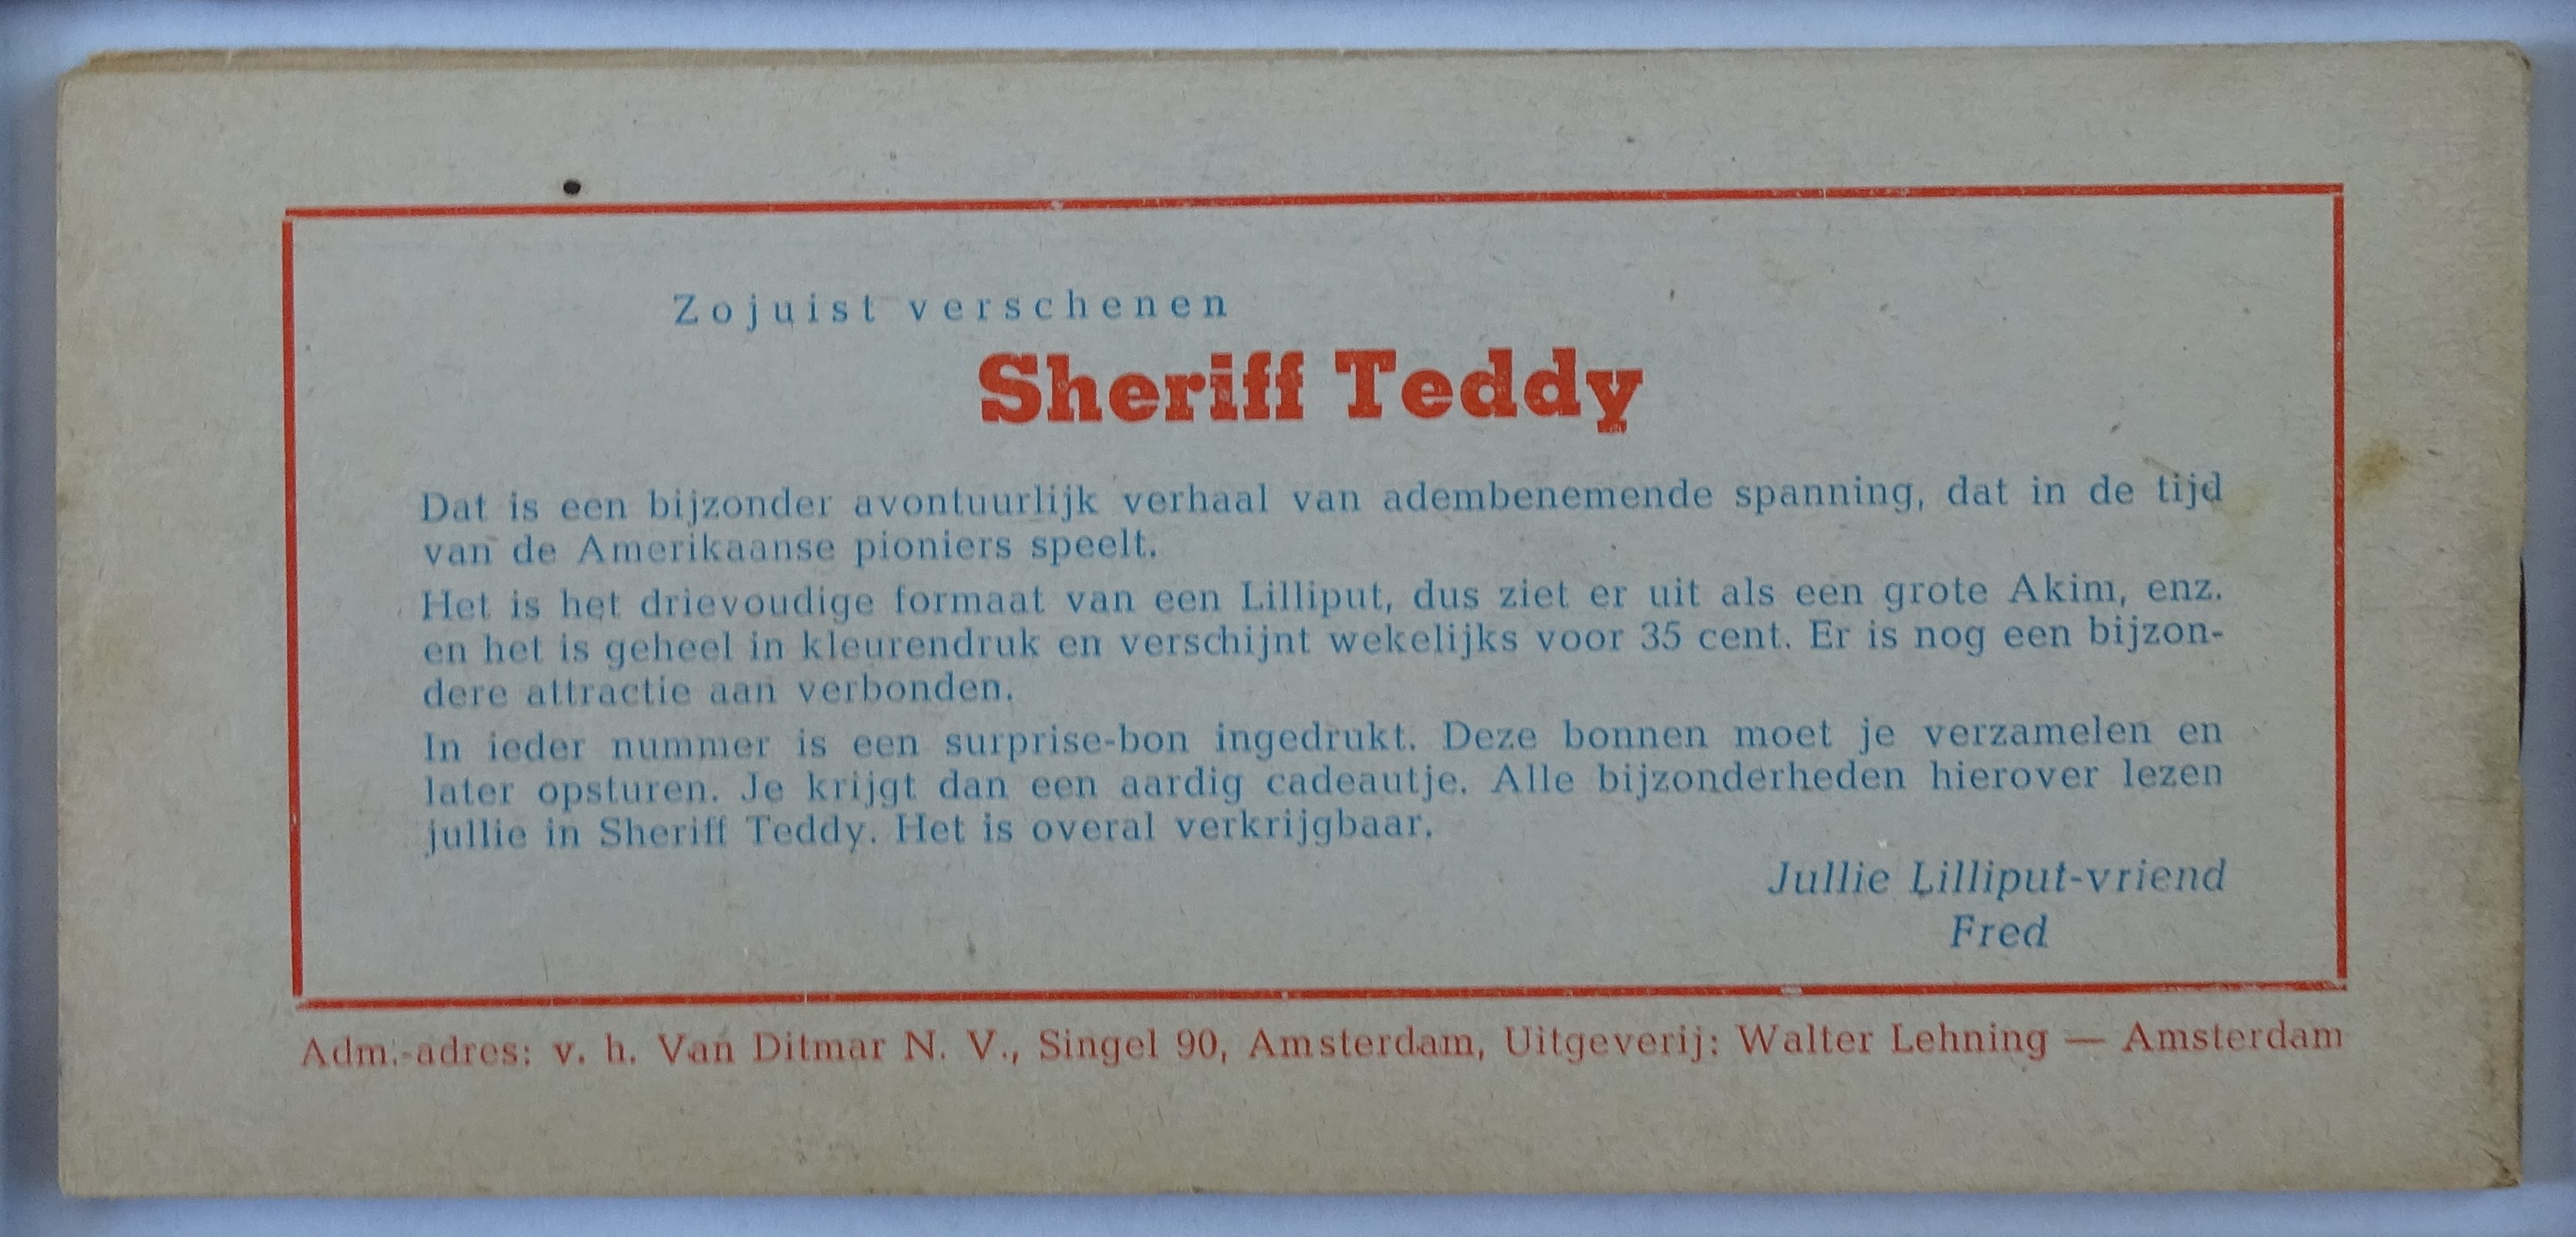 Zojuist verschenen
Sheriff Teddy
Dat is een bijzonder avontuurlijk verhaal van adembenemende spanning, dat in de tijd
van de Amerikaanse pioniers speelt.
Het is het drievoudige formaat van een Lilliput, dus ziet er uit als een grote Akim, enz.
en het is geheel in kleurendruk en verschijnt wekelijks voor 35 cent. Er is nog een bijzon-
dere attractie aan verbonden.
In ieder nummer is een surprise-bon ingedrukt. Deze bonnen moet je verzamelen en
later opsturen. Je krijgt dan een aardig cadeautje. Alle bijzonderheden hierover lezen
jullie in Sheriff Teddy. Het is overal verkrijgbaar.
Jullie Lilliput-vriend
Fred
Adm.-adres: v. h. Van Ditmar N. V., Singel 90, Amsterdam, Uitgeverij: Walter Lehning — Amsterdam